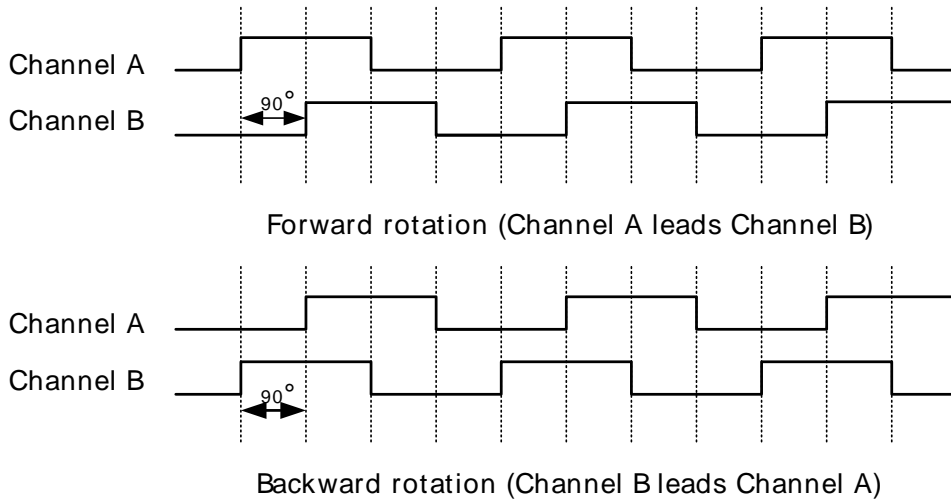 Channel A
90°
Channel B
Forward rotation (Channel A leads Channel B)
Channel A
Channel B
90°
Backward rotation (Channel B leads Channel A)